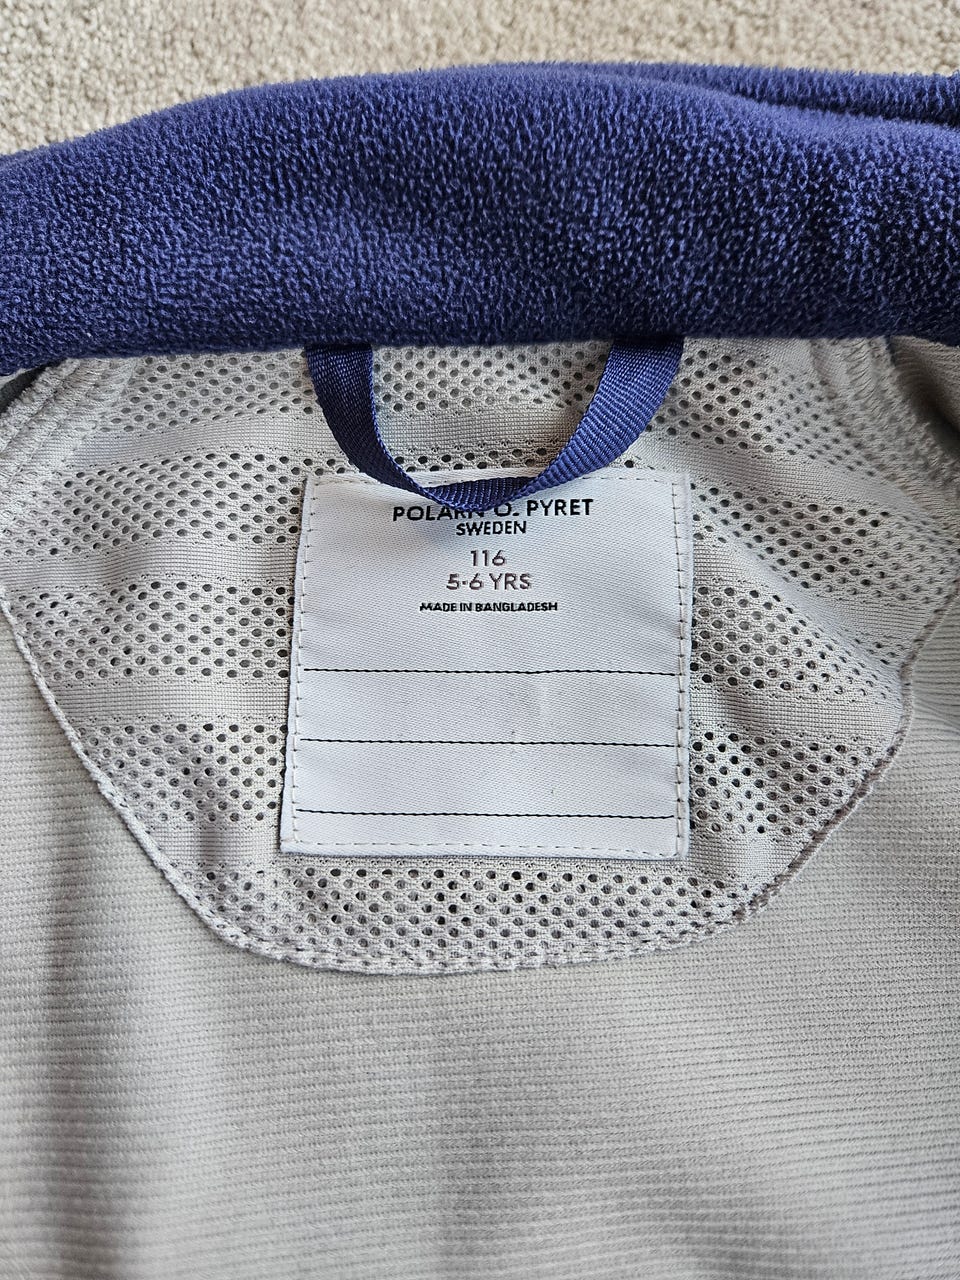 POLARN O. PYRET
SWEDEN
116
5-6 YRS
MADE IN BANGLADESH